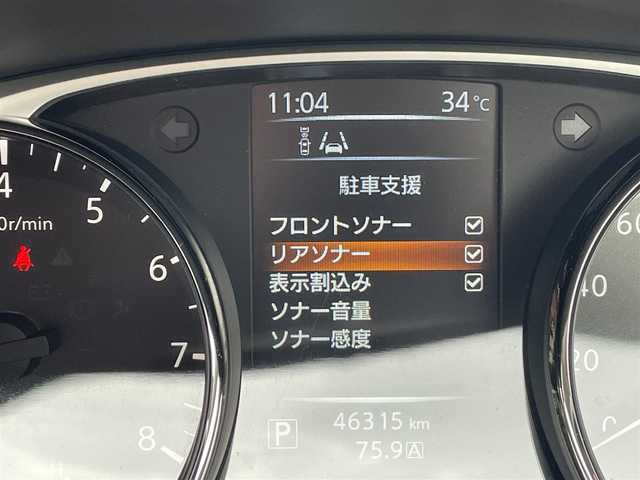 11:04 34℃
駐車支援
フロントソナー
リアソナー
表示割込み
ソナー音量
ソナー感度
4
5
0r/min
6
7
8
60
40
20
0
P 46315 km
75.9 A